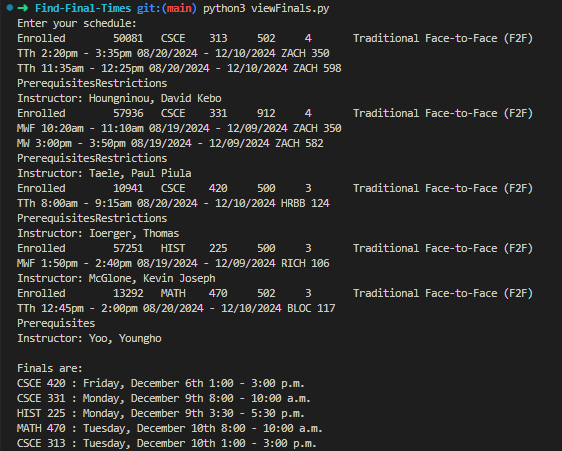 ➜ Find-Final-Times git:(main) python3 viewFinals.py
Enter your schedule:
Enrolled 50081 CSCE 313 502 4 Traditional Face-to-Face (F2F)
TTh 2:20pm - 3:35pm 08/20/2024 - 12/10/2024 ZACH 350
TTh 11:35am - 12:25pm 08/20/2024 - 12/10/2024 ZACH 598
PrerequisitesRestrictions
Instructor: Houngninou, David Kebo
Enrolled 57936 CSCE 331 912 4 Traditional Face-to-Face (F2F)
MWF 10:20am - 11:10am 08/19/2024 - 12/09/2024 ZACH 350
MW 3:00pm - 3:50pm 08/19/2024 - 12/09/2024 ZACH 582
PrerequisitesRestrictions
Instructor: Taele, Paul Piula
Enrolled 10941 CSCE 420 500 3 Traditional Face-to-Face (F2F)
TTh 8:00am - 9:15am 08/20/2024 - 12/10/2024 HRBB 124
PrerequisitesRestrictions
Instructor: Ioerger, Thomas
Enrolled 57251 HIST 225 500 3 Traditional Face-to-Face (F2F)
MWF 1:50pm - 2:40pm 08/19/2024 - 12/09/2024 RICH 106
Instructor: McGlone, Kevin Joseph
Enrolled 13292 MATH 470 502 3 Traditional Face-to-Face (F2F)
TTh 12:45pm - 2:00pm 08/20/2024 - 12/10/2024 BLOC 117
Prerequisites
Instructor: Yoo, Youngho
Finals are:
CSCE 420 : Friday, December 6th 1:00 - 3:00 p.m.
CSCE 331 : Monday, December 9th 8:00 - 10:00 a.m.
HIST 225 : Monday, December 9th 3:30 - 5:30 p.m.
MATH 470 : Tuesday, December 10th 8:00 - 10:00 a.m.
CSCE 313 : Tuesday, December 10th 1:00 - 3:00 p.m.